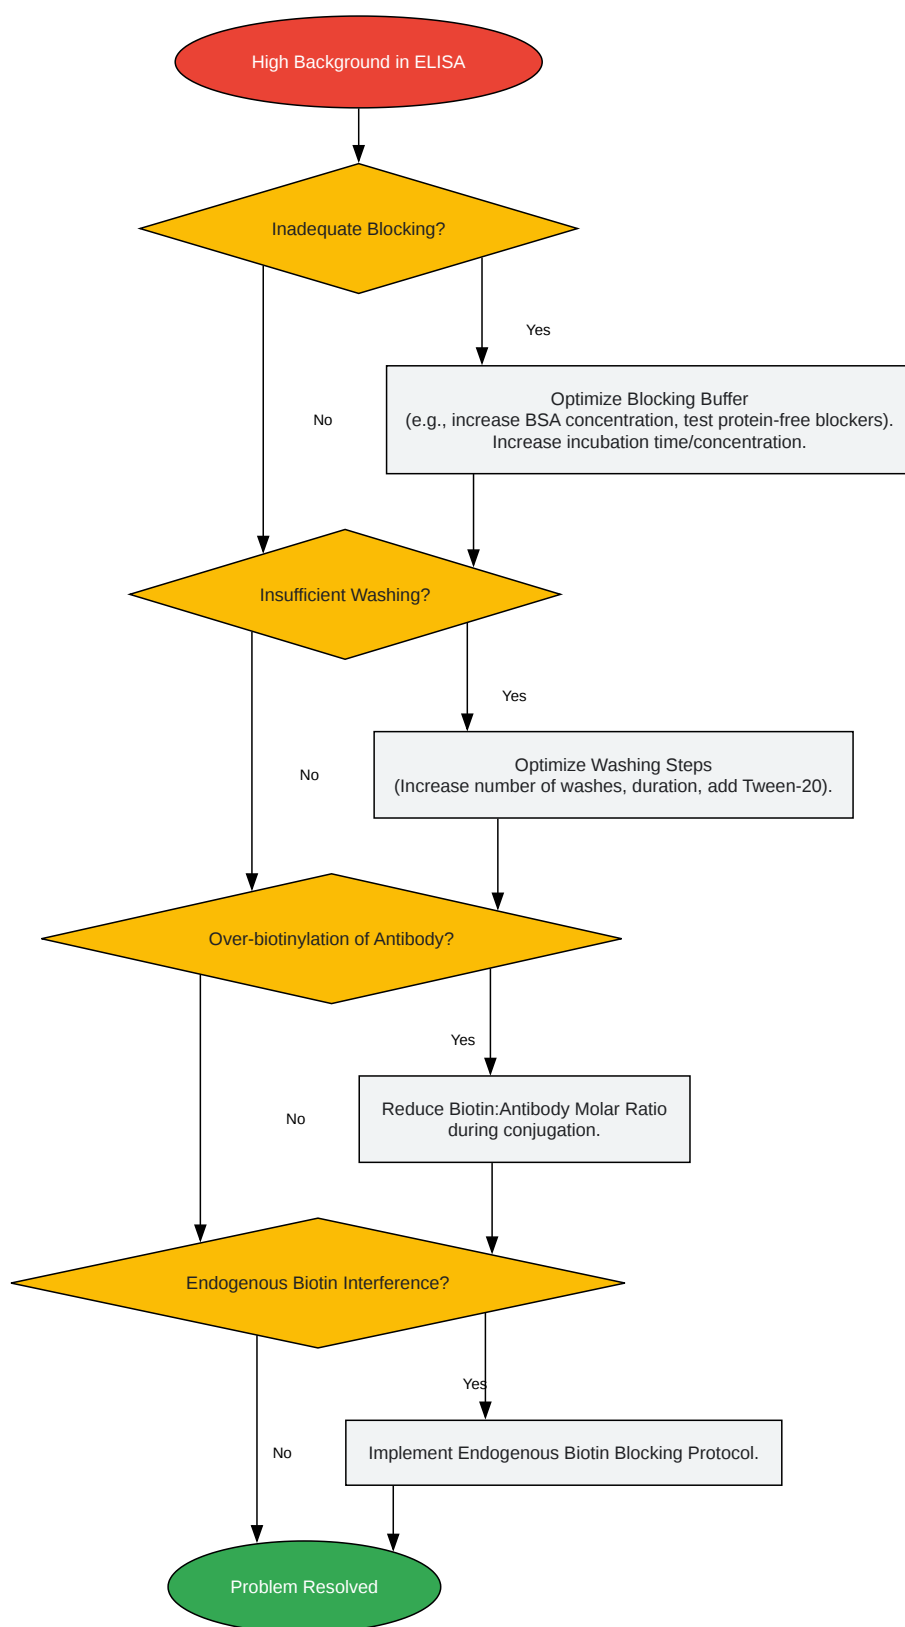 High Background in ELISA
Inadequate Blocking?
Yes
Optimize Blocking Buffer
(e.g., increase BSA concentration, test protein-free blockers).
Increase incubation time/concentration.
No
Insufficient Washing?
Yes
Optimize Washing Steps
(Increase number of washes, duration, add Tween-20).
No
Over-biotinylation of Antibody?
Yes
Reduce Biotin:Antibody Molar Ratio
during conjugation.
No
Endogenous Biotin Interference?
Yes
Implement Endogenous Biotin Blocking Protocol.
No
Problem Resolved